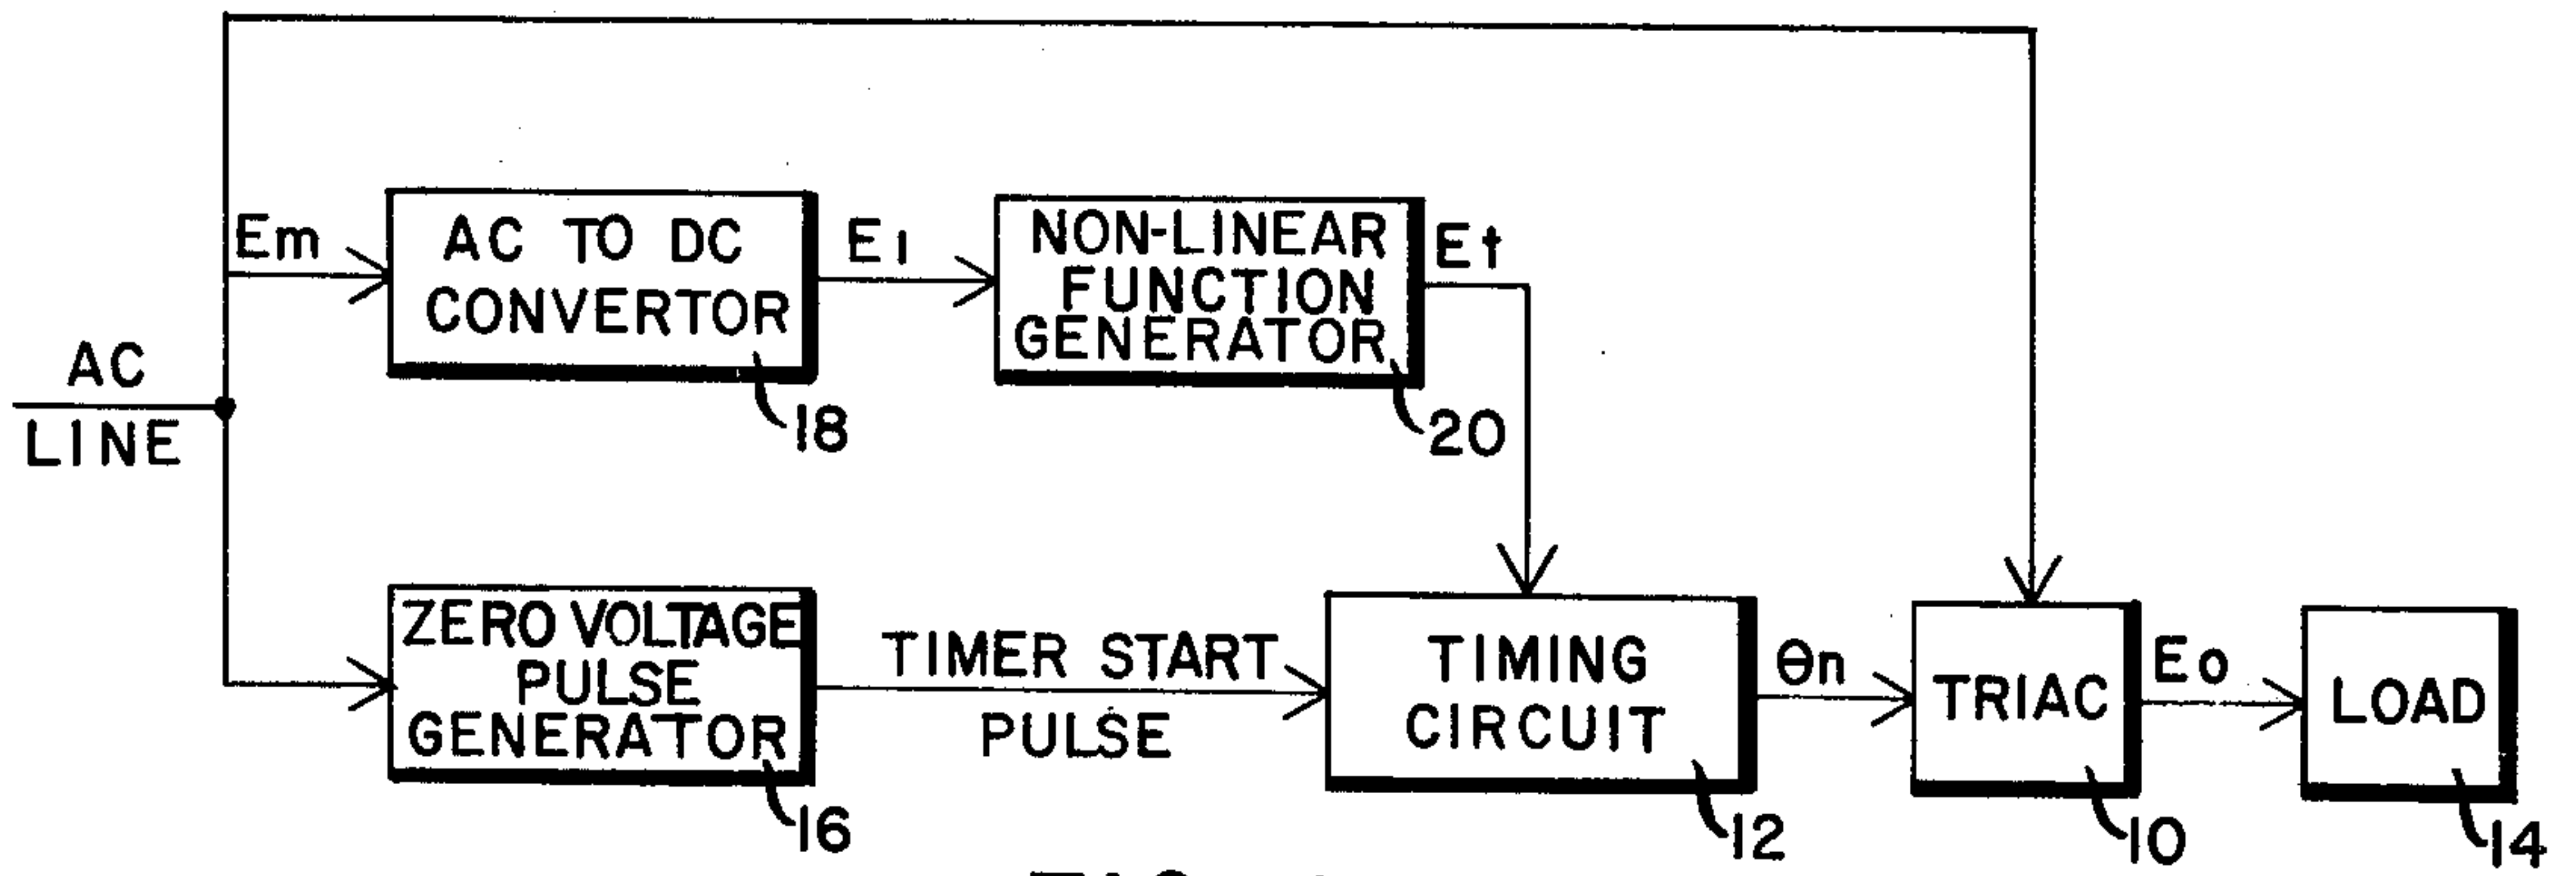 Em
AC TO DC
CONVERTOR
E1
NON-LINEAR
FUNCTION
GENERATOR
Et
AC
LINE
18
20
ZERO VOLTAGE
PULSE
GENERATOR
TIMER START
PULSE
TIMING
CIRCUIT
θn
TRIAC
Eo
LOAD
16
12
10
14